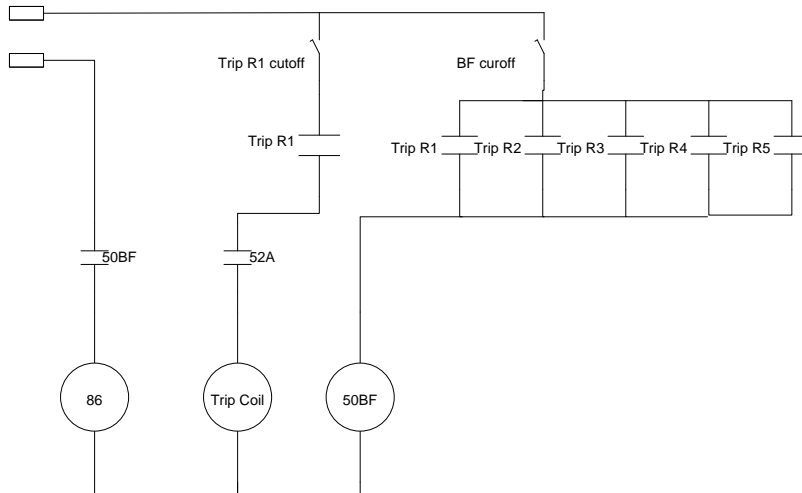 Trip R1 cutoff
BF curoff
Trip R1
Trip R1
Trip R2
Trip R3
Trip R4
Trip R5
50BF
52A
86
Trip Coil
50BF